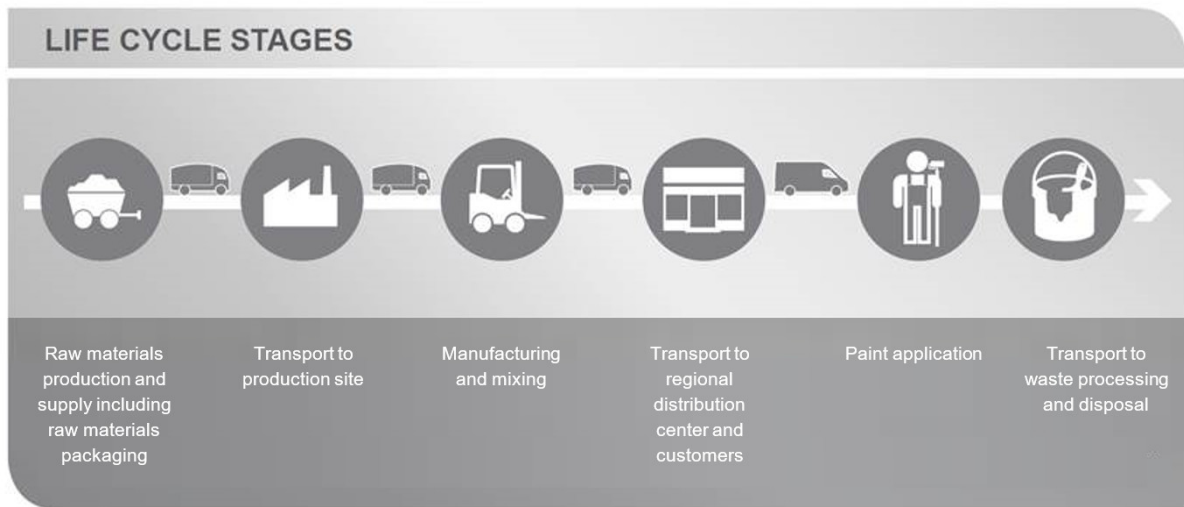 LIFE CYCLE STAGES
Raw materials
production and
supply including
raw materials
packaging
Transport to
production site
Manufacturing
and mixing
Transport to
regional
distribution
center and
customers
Paint application
Transport to
waste processing
and disposal